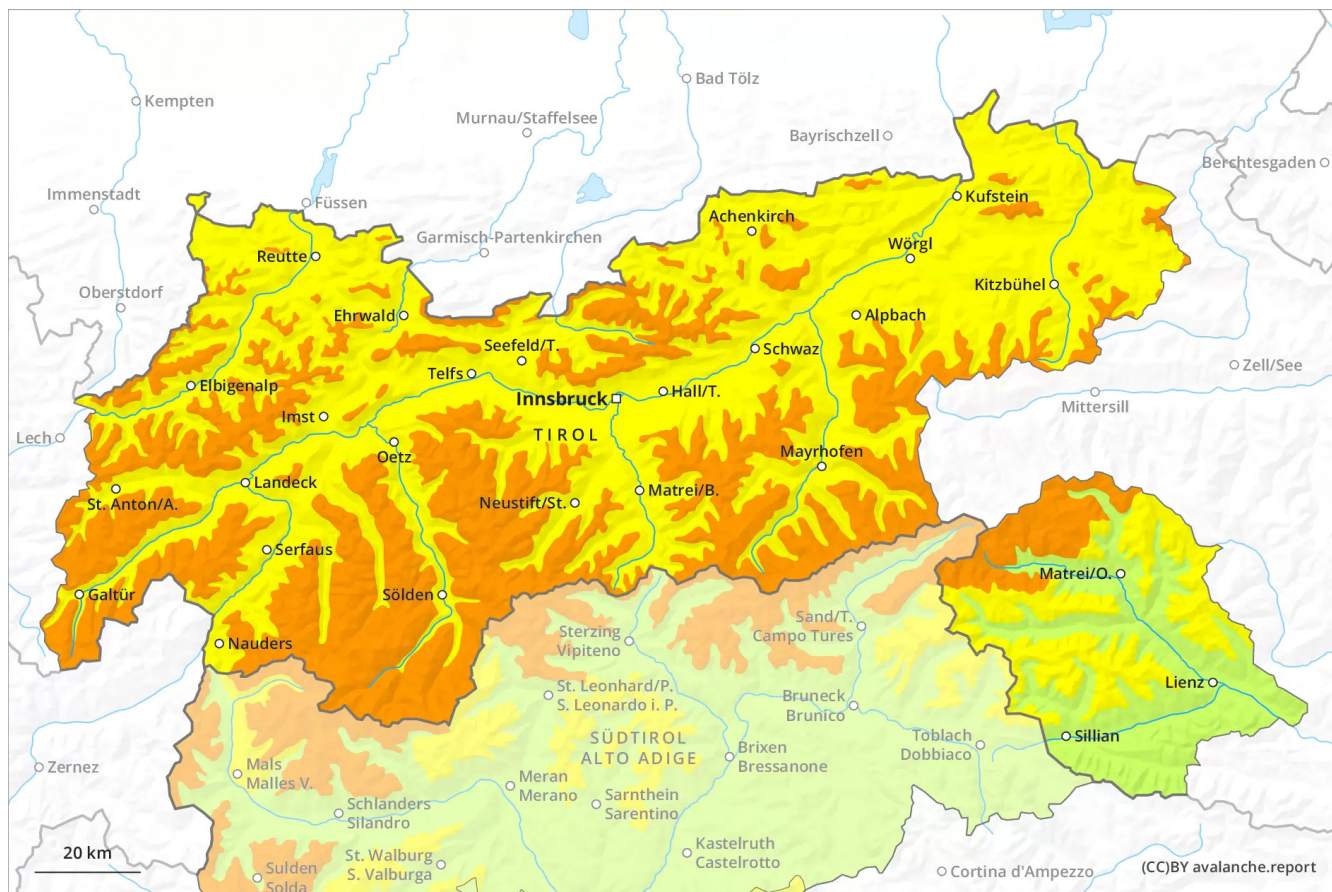 Kempten
Bad Tölz
Murnau/Staffelsee
Bayrischzell
Berchtesgaden
Immenstadt
Füssen
Kufstein
Achenkirch
Garmisch-Partenkirchen
Wörgl
Reutte
Oberstdorf
Kitzbühel
Ehrwald
Alpbach
Seefeld/T.
Schwaz
Zell/See
Telfs
Elbigenalp
Innsbruck
Hall/T.
Mittersill
Imst
Lech
TIROL
Oetz
Mayrhofen
Landeck
St. Anton/A.
Neustift/St.
Matrei/B.
Serfaus
Matrei/O.
Galtür
Sölden
Sand/T.
Campo Tures
Sterzing
Vipiteno
Nauders
Lienz
St. Leonhard/P.
S. Leonardo i. P.
Bruneck
Brunico
Sillian
SÜDTIROL
ALTO ADIGE
Toblach
Dobbiaco
Brixen
Bressanone
Zernez
Mals
Malles V.
Meran
Merano
Sarnthein
Sarentino
Schlanders
Silandro
Kastelruth
Castelrotto
20 km
St. Walburg
S. Valburga
Sulden
Solda
Cortina d'Ampezzo
(CC)BY avalanche.report